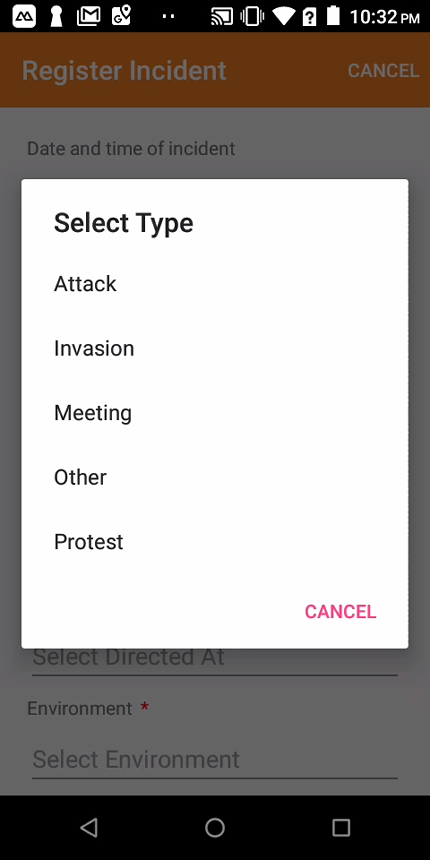 10:32 PM
Register Incident CANCEL
Date and time of incident
Select Type
Attack
Invasion
Meeting
Other
Protest
CANCEL
Select Directed At
Environment *
Select Environment